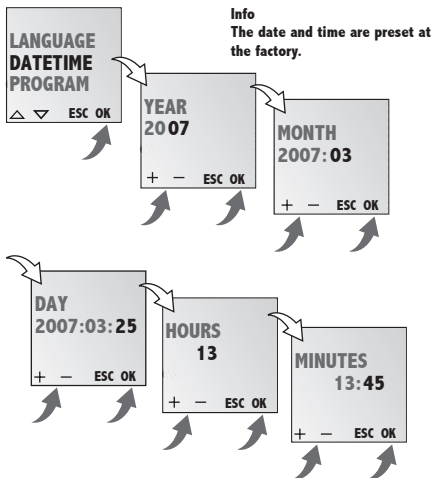 Info
The date and time are preset at
the factory.
LANGUAGE
DATETIME
PROGRAM
△ ▽ ESC OK
YEAR
2007
+ − ESC OK
MONTH
2007:03
+ − ESC OK
DAY
2007:03:25
+ − ESC OK
HOURS
13
+ − ESC OK
MINUTES
13:45
+ − ESC OK